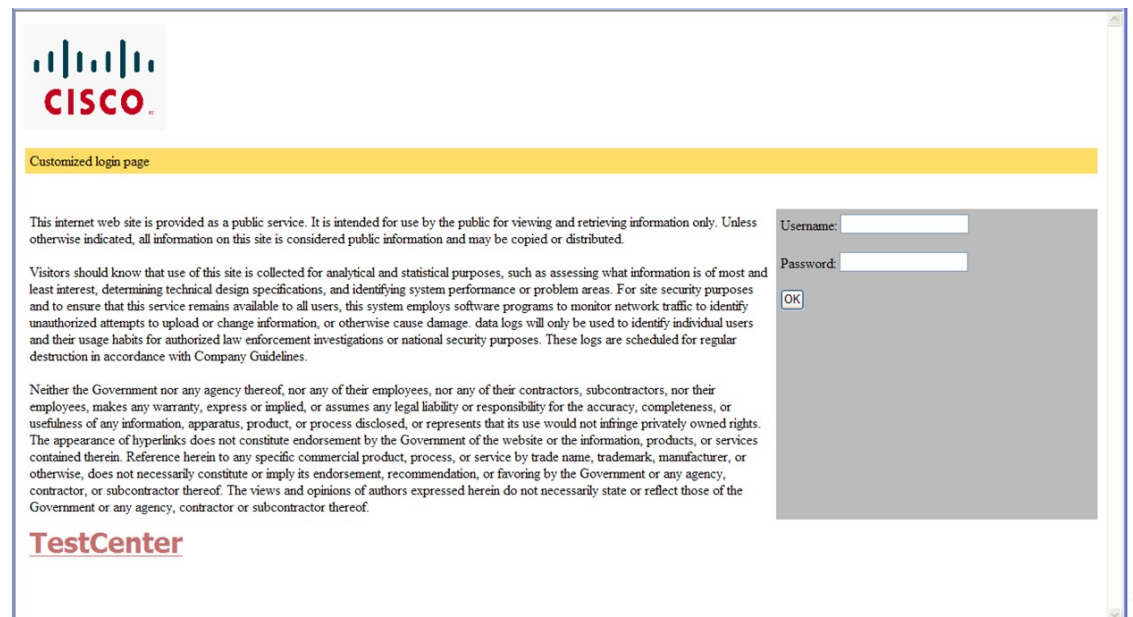 CISCO
Customized login page
This internet web site is provided as a public service. It is intended for use by the public for viewing and retrieving information only. Unless
otherwise indicated, all information on this site is considered public information and may be copied or distributed.
Username:
Visitors should know that use of this site is collected for analytical and statistical purposes, such as assessing what information is of most and
least interest, determining technical design specifications, and identifying system performance or problem areas. For site security purposes
and to ensure that this service remains available to all users, this system employs software programs to monitor network traffic to identify
unauthorized attempts to upload or change information, or otherwise cause damage. data logs will only be used to identify individual users
and their usage habits for authorized law enforcement investigations or national security purposes. These logs are scheduled for regular
destruction in accordance with Company Guidelines.
Password:
OK
Neither the Government nor any agency thereof, nor any of their employees, nor any of their contractors, subcontractors, nor their
employees, makes any warranty, express or implied, or assumes any legal liability or responsibility for the accuracy, completeness, or
usefulness of any information, apparatus, product, or process disclosed, or represents that its use would not infringe privately owned rights.
The appearance of hyperlinks does not constitute endorsement by the Government of the website or the information, products, or services
contained therein. Reference herein to any specific commercial product, process, or service by trade name, trademark, manufacturer, or
otherwise, does not necessarily constitute or imply its endorsement, recommendation, or favoring by the Government or any agency,
contractor, or subcontractor thereof. The views and opinions of authors expressed herein do not necessarily state or reflect those of the
Government or any agency, contractor or subcontractor thereof.
TestCenter